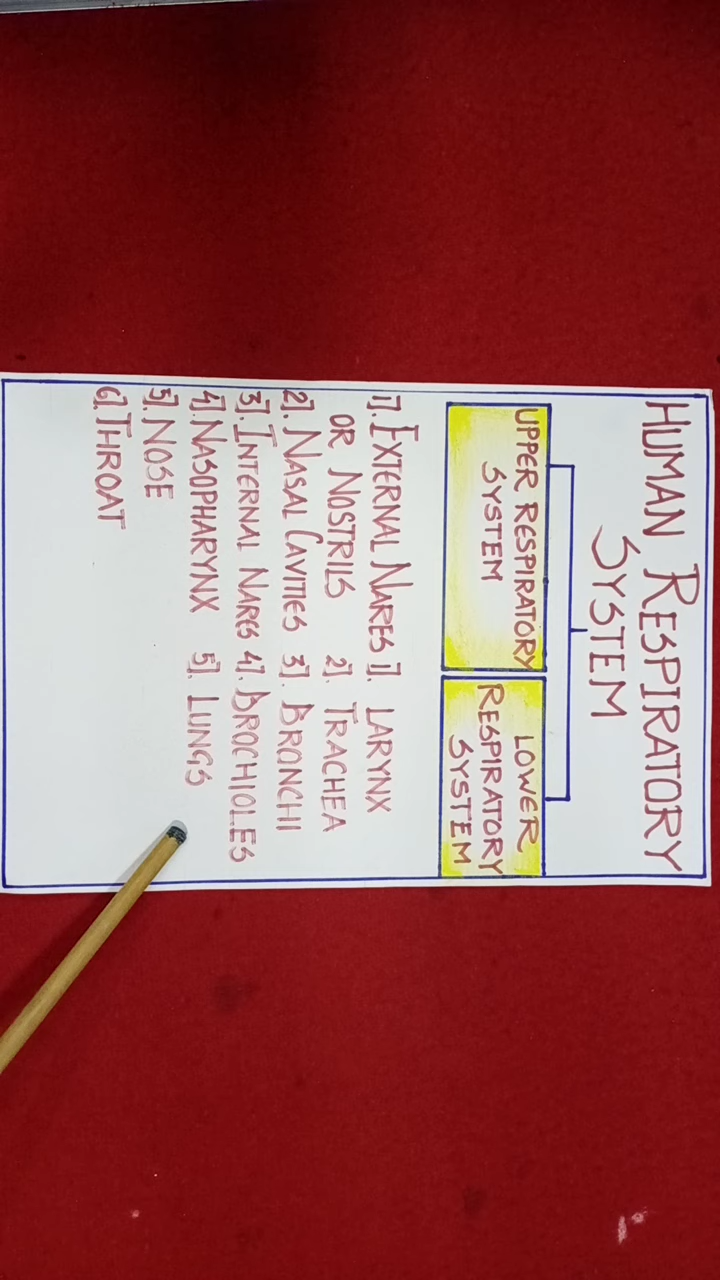 HUMAN RESPIRATORY
SYSTEM
UPPER RESPIRATORY
SYSTEM
1]. EXTERNAL NARES
OR NOSTRILS
2]. NASAL CAVITIES
3]. INTERNAL NARES
4]. NASOPHARYNX
5]. NOSE
6]. THROAT
LOWER
RESPIRATORY
SYSTEM
1]. LARYNX
2]. TRACHEA
3]. BRONCHI
4]. BROCHIOLES
5]. LUNGS